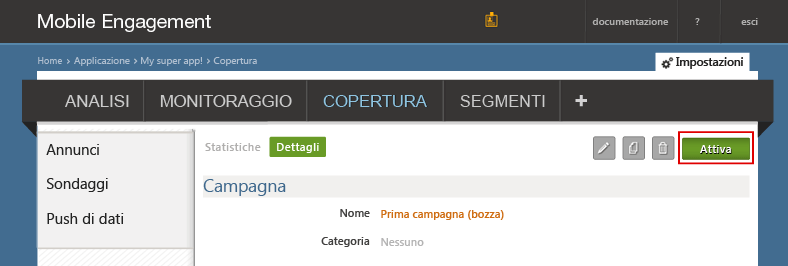 Mobile Engagement
documentazione ? esci
Home > Applicazione > My super app! > Copertura
Impostazioni
ANALISI MONITORAGGIO COPERTURA SEGMENTI +
Annunci
Sondaggi
Push di dati
Statistiche Dettagli
Attiva
Campagna
Nome Prima campagna (bozza)
Categoria Nessuno